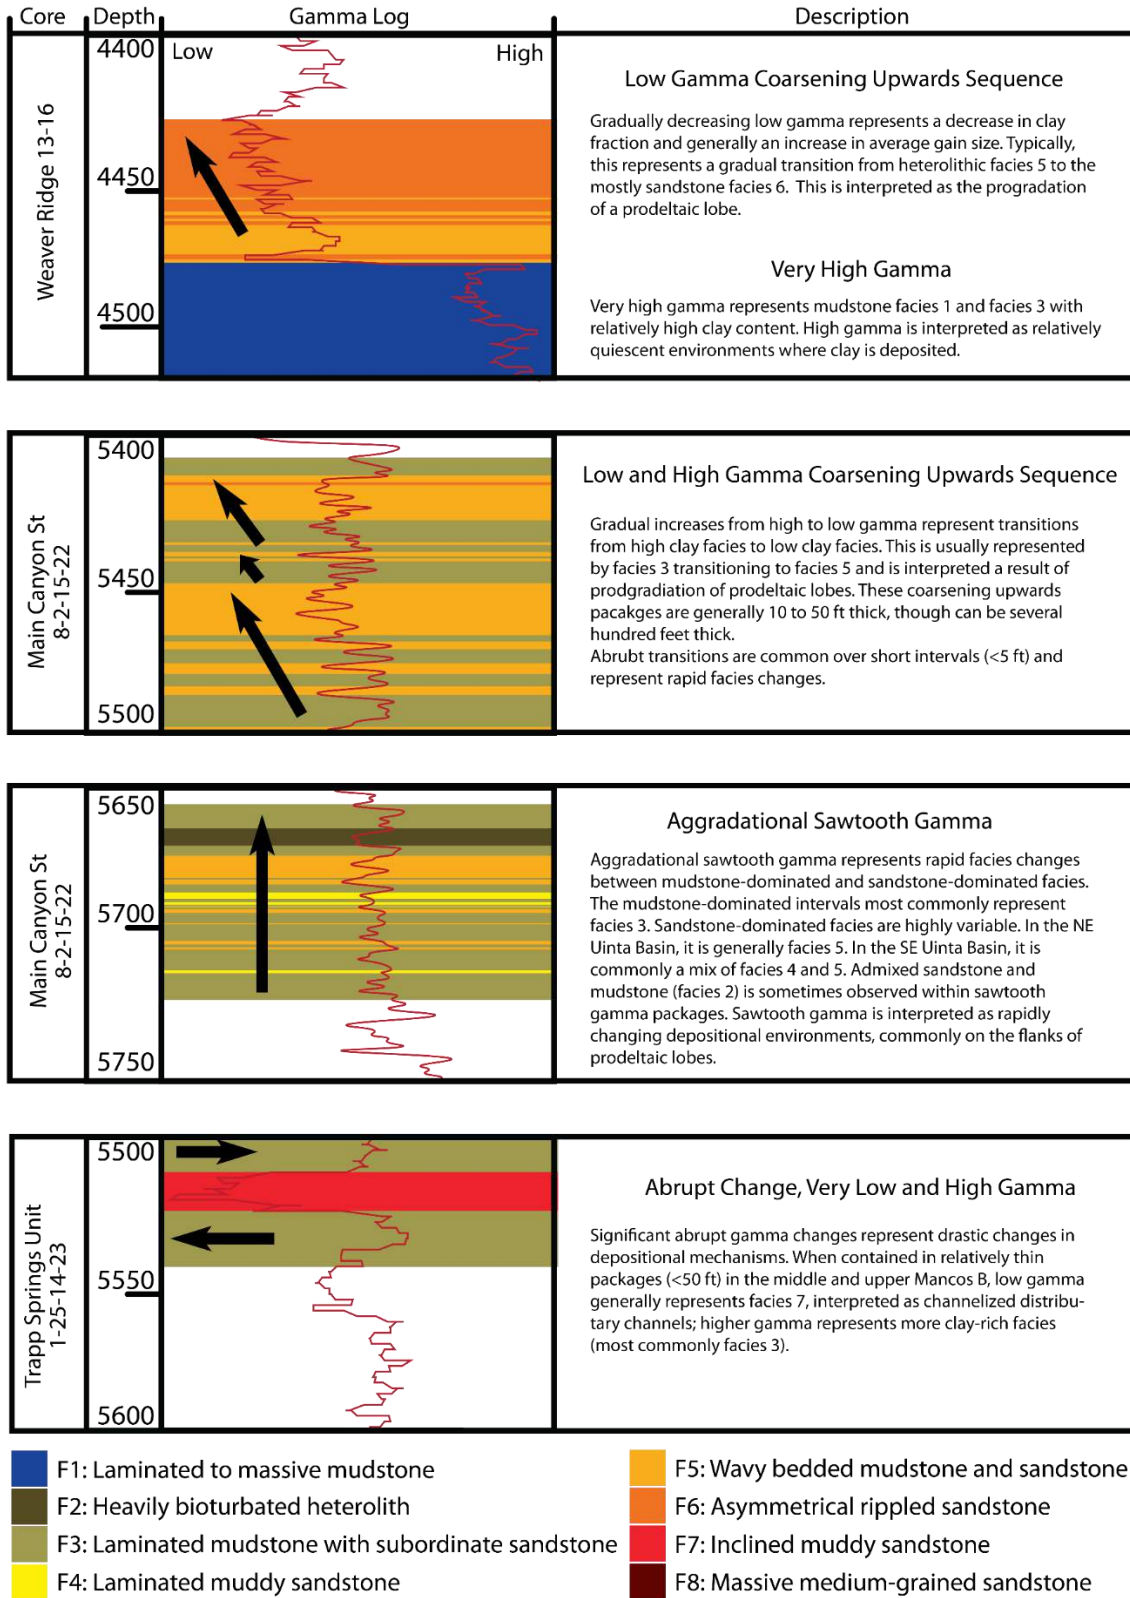 Core Depth Gamma Log Description
Weaver Ridge 13-16
4400
4450
4500
Low High
Low Gamma Coarsening Upwards Sequence
Gradually decreasing low gamma represents a decrease in clay
fraction and generally an increase in average gain size. Typically,
this represents a gradual transition from heterolithic facies 5 to the
mostly sandstone facies 6. This is interpreted as the progradation
of a prodeltaic lobe.
Very High Gamma
Very high gamma represents mudstone facies 1 and facies 3 with
relatively high clay content. High gamma is interpreted as relatively
quiescent environments where clay is deposited.
Main Canyon St
8-2-15-22
5400
5450
5500
Low and High Gamma Coarsening Upwards Sequence
Gradual increases from high to low gamma represent transitions
from high clay facies to low clay facies. This is usually represented
by facies 3 transitioning to facies 5 and is interpreted a result of
prodgradiation of prodeltaic lobes. These coarsening upwards
pacakges are generally 10 to 50 ft thick, though can be several
hundred feet thick.
Abrubt transitions are common over short intervals (<5 ft) and
represent rapid facies changes.
Main Canyon St
8-2-15-22
5650
5700
5750
Aggradational Sawtooth Gamma
Aggradational sawtooth gamma represents rapid facies changes
between mudstone-dominated and sandstone-dominated facies.
The mudstone-dominated intervals most commonly represent
facies 3. Sandstone-dominated facies are highly variable. In the NE
Uinta Basin, it is generally facies 5. In the SE Uinta Basin, it is
commonly a mix of facies 4 and 5. Admixed sandstone and
mudstone (facies 2) is sometimes observed within sawtooth
gamma packages. Sawtooth gamma is interpreted as rapidly
changing depositional environments, commonly on the flanks of
prodeltaic lobes.
Trapp Springs Unit
1-25-14-23
5500
5550
5600
Abrupt Change, Very Low and High Gamma
Significant abrupt gamma changes represent drastic changes in
depositional mechanisms. When contained in relatively thin
packages (<50 ft) in the middle and upper Mancos B, low gamma
generally represents facies 7, interpreted as channelized distribu-
tary channels; higher gamma represents more clay-rich facies
(most commonly facies 3).
F1: Laminated to massive mudstone
F2: Heavily bioturbated heterolith
F3: Laminated mudstone with subordinate sandstone
F4: Laminated muddy sandstone
F5: Wavy bedded mudstone and sandstone
F6: Asymmetrical rippled sandstone
F7: Inclined muddy sandstone
F8: Massive medium-grained sandstone